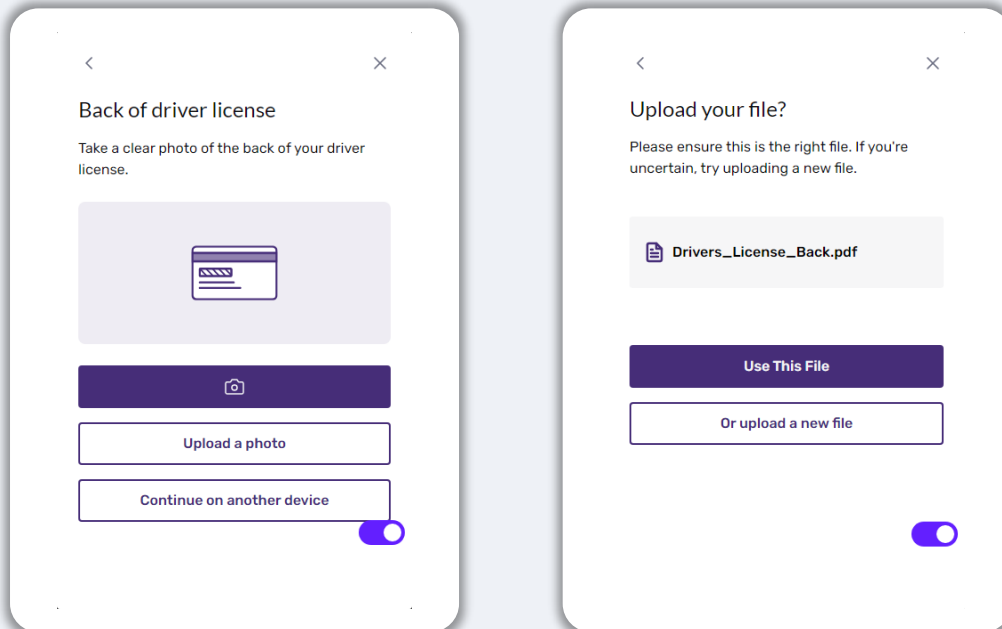 Back of driver license
Take a clear photo of the back of your driver
license.
Upload a photo
Continue on another device
Upload your file?
Please ensure this is the right file. If you're
uncertain, try uploading a new file.
Drivers_License_Back.pdf
Use This File
Or upload a new file